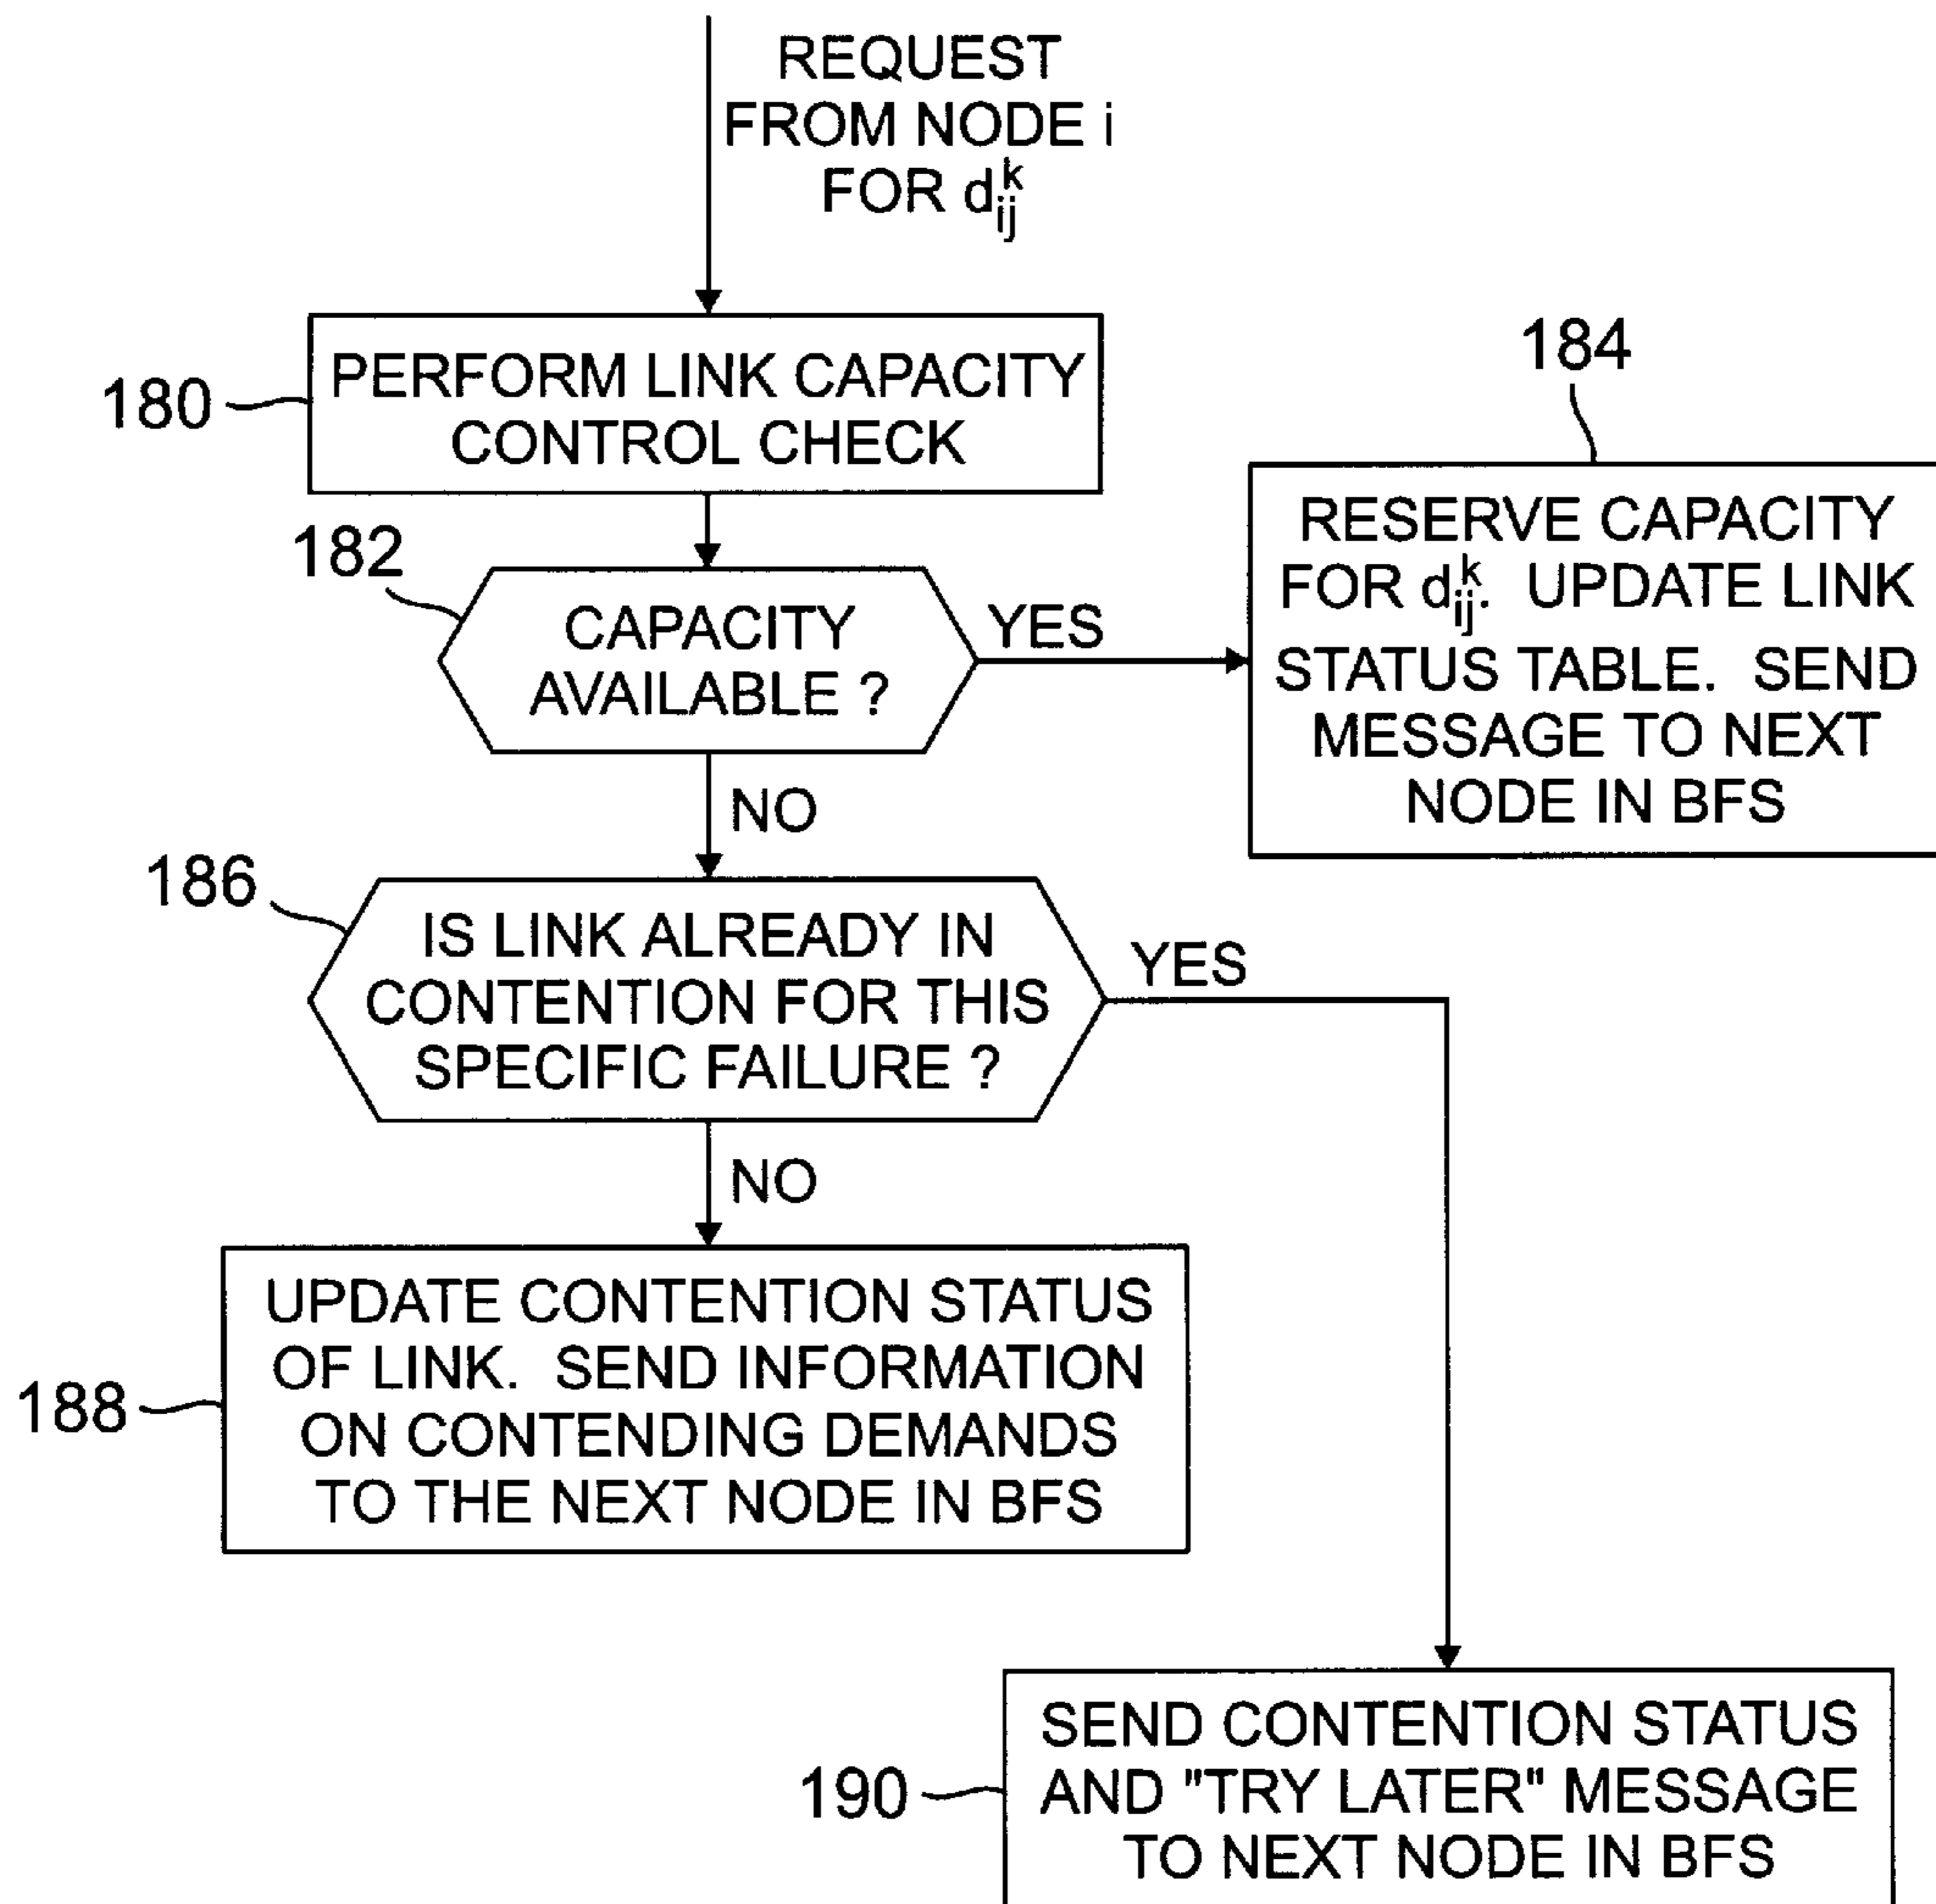 REQUEST
FROM NODE i
FOR d_{ij}^{k}
180
PERFORM LINK CAPACITY
CONTROL CHECK
182
CAPACITY
AVAILABLE ?
YES
184
RESERVE CAPACITY
FOR d_{ij}^{k}. UPDATE LINK
STATUS TABLE. SEND
MESSAGE TO NEXT
NODE IN BFS
NO
186
IS LINK ALREADY IN
CONTENTION FOR THIS
SPECIFIC FAILURE ?
YES
NO
188
UPDATE CONTENTION STATUS
OF LINK. SEND INFORMATION
ON CONTENDING DEMANDS
TO THE NEXT NODE IN BFS
190
SEND CONTENTION STATUS
AND "TRY LATER" MESSAGE
TO NEXT NODE IN BFS